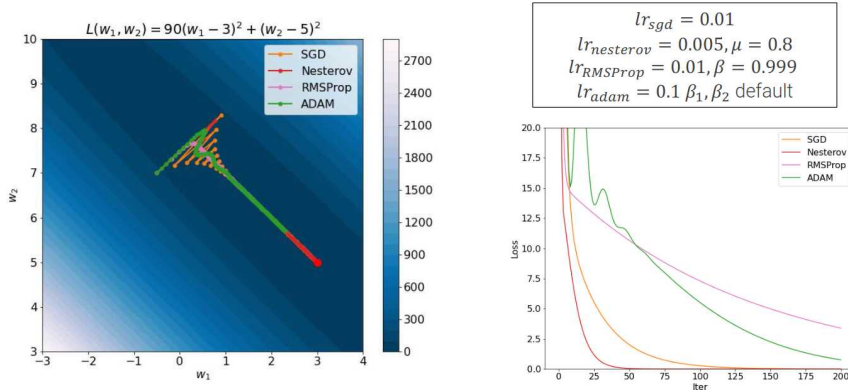 L(w₁, w₂) = 90(w₁ − 3)² + (w₂ − 5)²
10
9
8
7
6
5
4
3
w₂
−3
−2
−1
0
1
2
3
4
w₁
SGD
Nesterov
RMSProp
ADAM
2700
2400
2100
1800
1500
1200
900
600
300
0
lr_sgd = 0.01
lr_nesterov = 0.005, μ = 0.8
lr_RMSProp = 0.01, β = 0.999
lr_adam = 0.1 β₁, β₂ default
20.0
17.5
15.0
12.5
10.0
7.5
5.0
2.5
0.0
Loss
0
25
50
75
100
125
150
175
200
Iter
SGD
Nesterov
RMSProp
ADAM